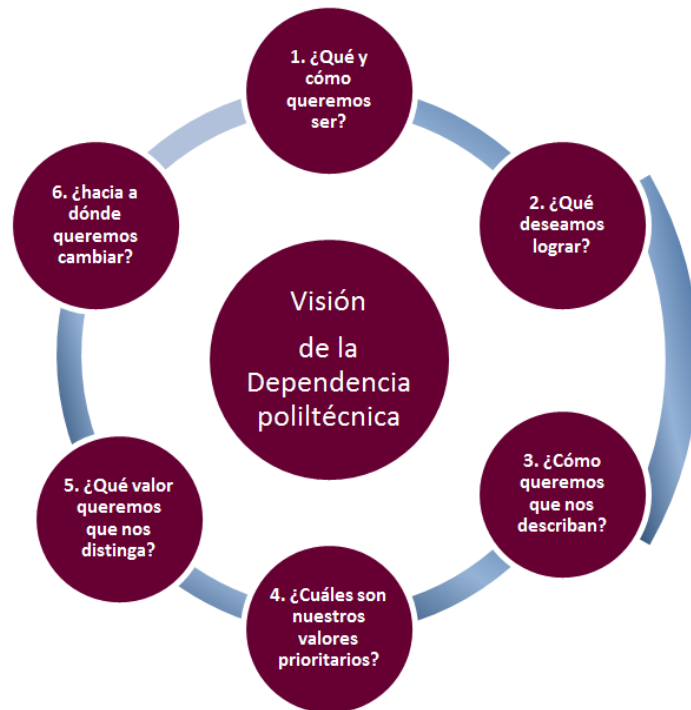 1. ¿Qué y
cómo
queremos
ser?
2. ¿Qué
deseamos
lograr?
3. ¿Cómo
queremos
que nos
describan?
4. ¿Cuáles son
nuestros
valores
prioritarios?
5. ¿Qué valor
queremos
que nos
distinga?
6. ¿hacia a
dónde
queremos
cambiar?
Visión
de la
Dependencia
poliltécnica